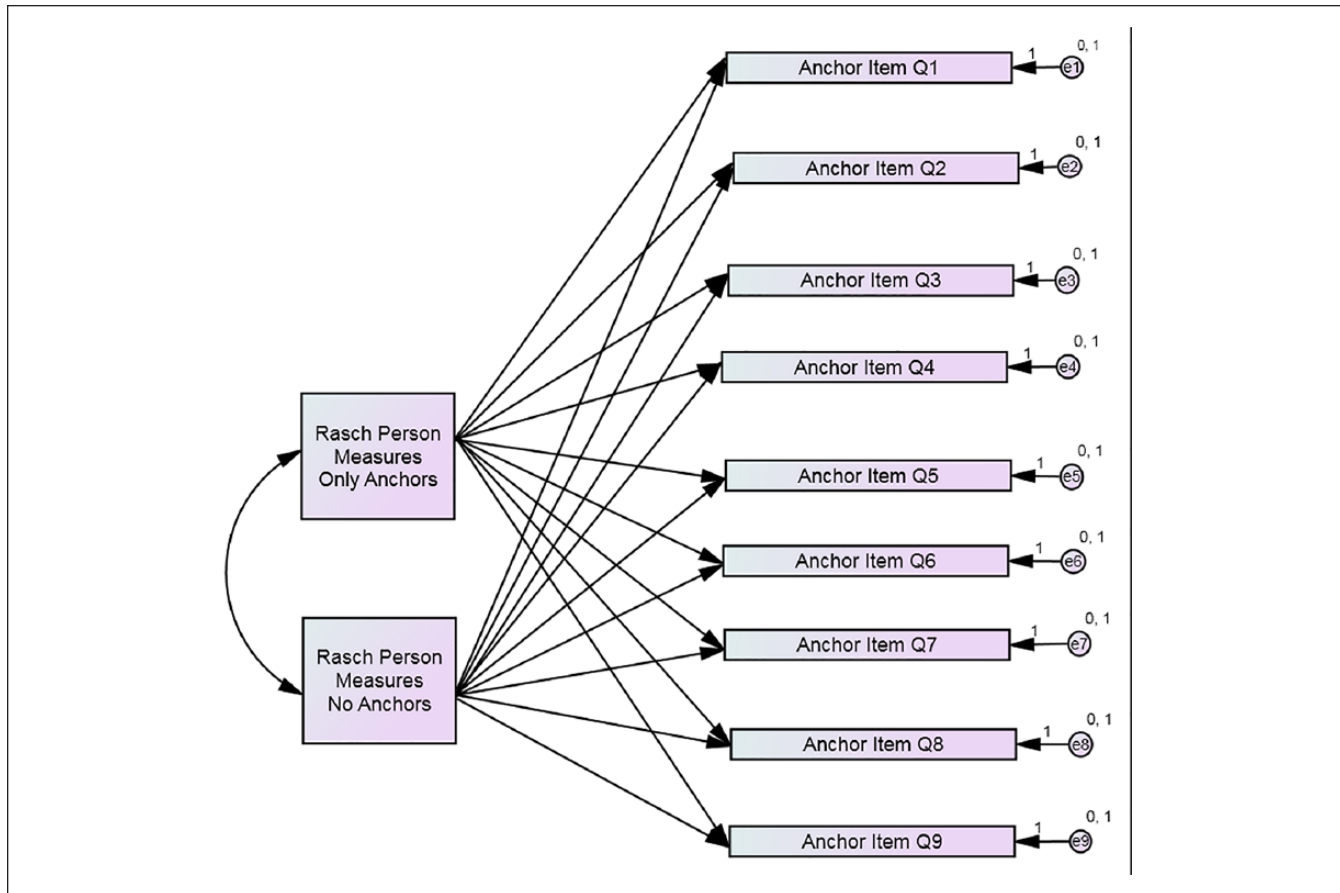 Anchor Item Q1
1
e1
0, 1
Anchor Item Q2
1
e2
0, 1
Anchor Item Q3
1
e3
0, 1
Anchor Item Q4
1
e4
0, 1
Rasch Person
Measures
Only Anchors
Anchor Item Q5
1
e5
0, 1
Anchor Item Q6
1
e6
0, 1
Rasch Person
Measures
No Anchors
Anchor Item Q7
1
e7
0, 1
Anchor Item Q8
1
e8
0, 1
Anchor Item Q9
1
e9
0, 1